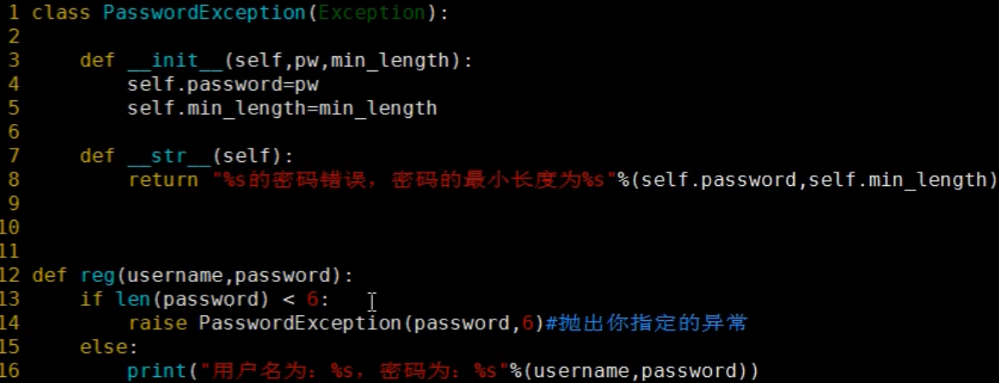 1 class PasswordException(Exception):
2
3     def __init__(self,pw,min_length):
4         self.password=pw
5         self.min_length=min_length
6
7     def __str__(self):
8         return "%s的密码错误，密码的最小长度为%s"%(self.password,self.min_length)
9
10
11
12 def reg(username,password):
13     if len(password) < 6:
14         raise PasswordException(password,6)#抛出你指定的异常
15     else:
16         print("用户名为：%s，密码为：%s"%(username,password))